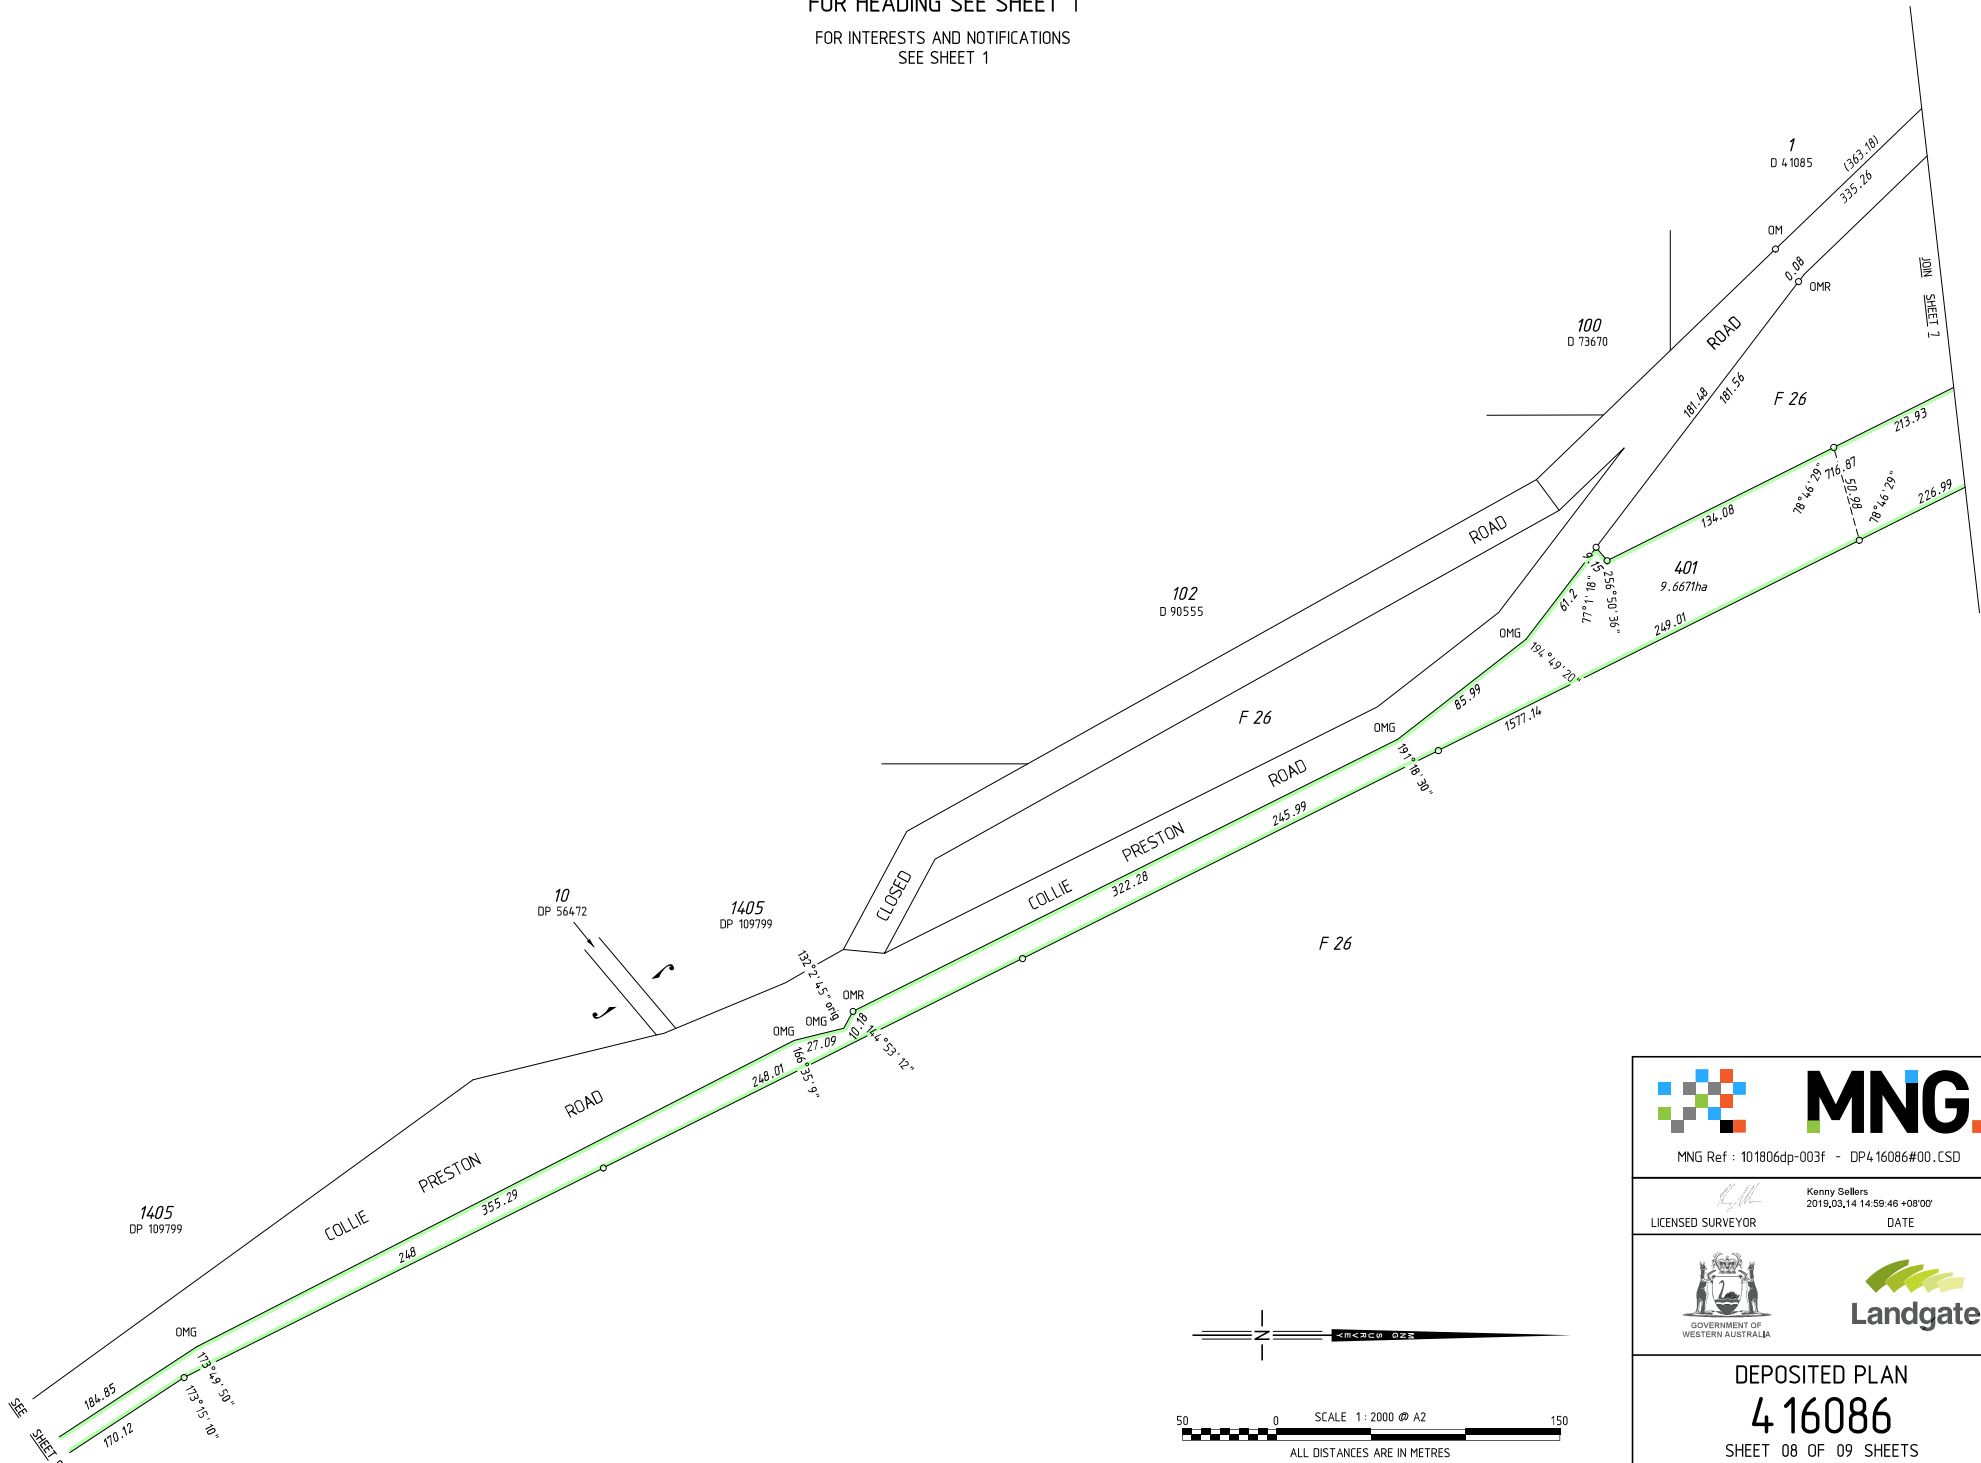 FOR HEADING SEE SHEET 1
FOR INTERESTS AND NOTIFICATIONS
SEE SHEET 1
1
D 41085
(363.18)
335.26
OM
0.08
OMR
JOIN SHEET 7
100
D 73670
ROAD
181.48
181.56
F 26
213.93
716.87
78°46'29"
50.98
78°46'29"
226.99
134.08
ROAD
9.15
256°50'36"
77°1'18"
61.2
401
9.6671ha
102
D 90555
OMG
194°49'20"
249.01
85.99
1577.14
F 26
OMG
191°18'30"
ROAD
245.99
PRESTON
322.28
COLLIE
CLOSED
10
DP 56472
1405
DP 109799
F 26
132°2'45" orig
OMR
OMG
OMG
10.18
144°53'12"
27.09
166°35'9"
248.01
ROAD
PRESTON
355.29
COLLIE
248
1405
DP 109799
OMG
173°49'50"
173°15'10"
184.85
170.12
SEE
SHEET
N
MNG SURVEY
50 0 SCALE 1:2000 @ A2 150
ALL DISTANCES ARE IN METRES
MNG.
MNG Ref : 101806dp-003f - DP416086#00.CSD
Kenny Sellers
2019.03.14 14:59:46 +08'00'
LICENSED SURVEYOR DATE
GOVERNMENT OF
WESTERN AUSTRALIA
Landgate
DEPOSITED PLAN
416086
SHEET 08 OF 09 SHEETS